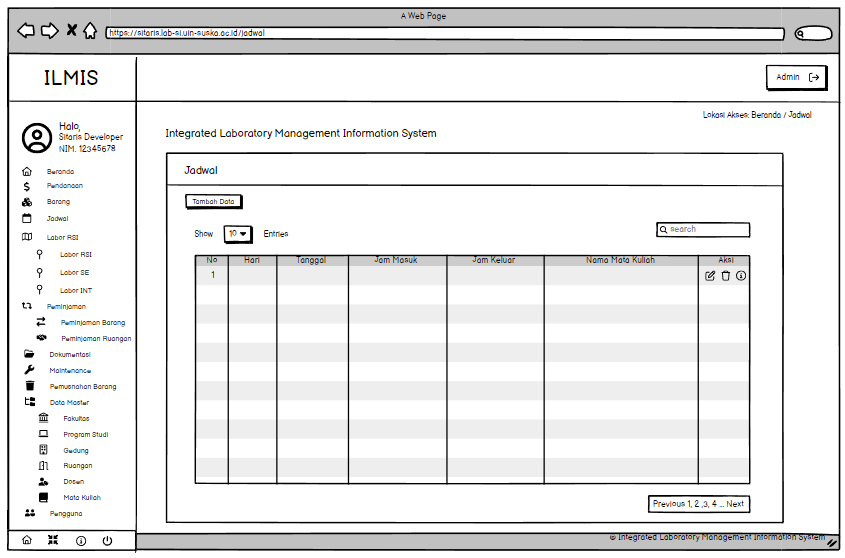 A Web Page
https://sitaris.lab-si.uin-suska.ac.id/jadwal
ILMIS
Admin
Lokasi Akses: Beranda / Jadwal
Halo,
Sitaris Developer
NIM. 12345678
Integrated Laboratory Management Information System
Beranda
Pendanaan
Barang
Jadwal
Labor RSI
Labor RSI
Labor SE
Labor INT
Peminjaman
Peminjaman Barang
Peminjaman Ruangan
Dokumentasi
Maintenance
Pemusnahan Barang
Data Master
Fakultas
Program Studi
Gedung
Ruangan
Dosen
Mata Kuliah
Pengguna
Jadwal
Tambah Data
Show 10 Entries
search
No Hari Tanggal Jam Masuk Jam Keluar Nama Mata Kuliah Aksi
1
Previous 1, 2 ,3, 4 ... Next
© Integrated Laboratory Management Information System